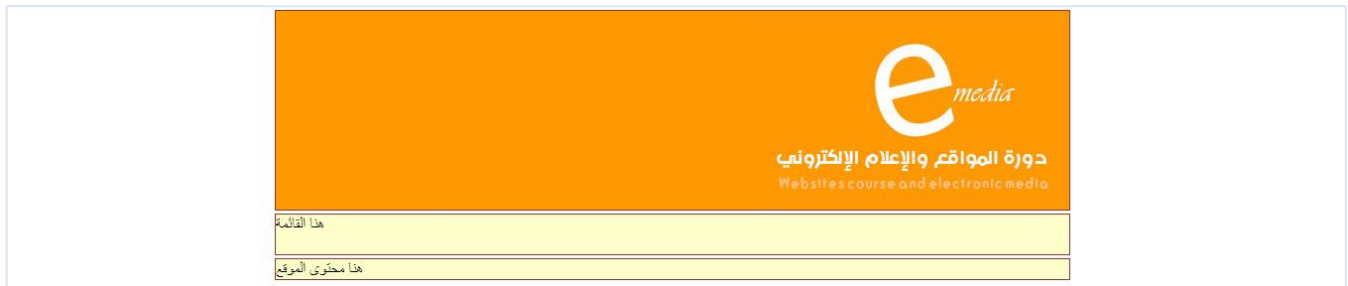 e media
دورة المواقع والإعلام الإلكتروني
Websites course and electronic media
هنا القائمة
هنا محتوى الموقع